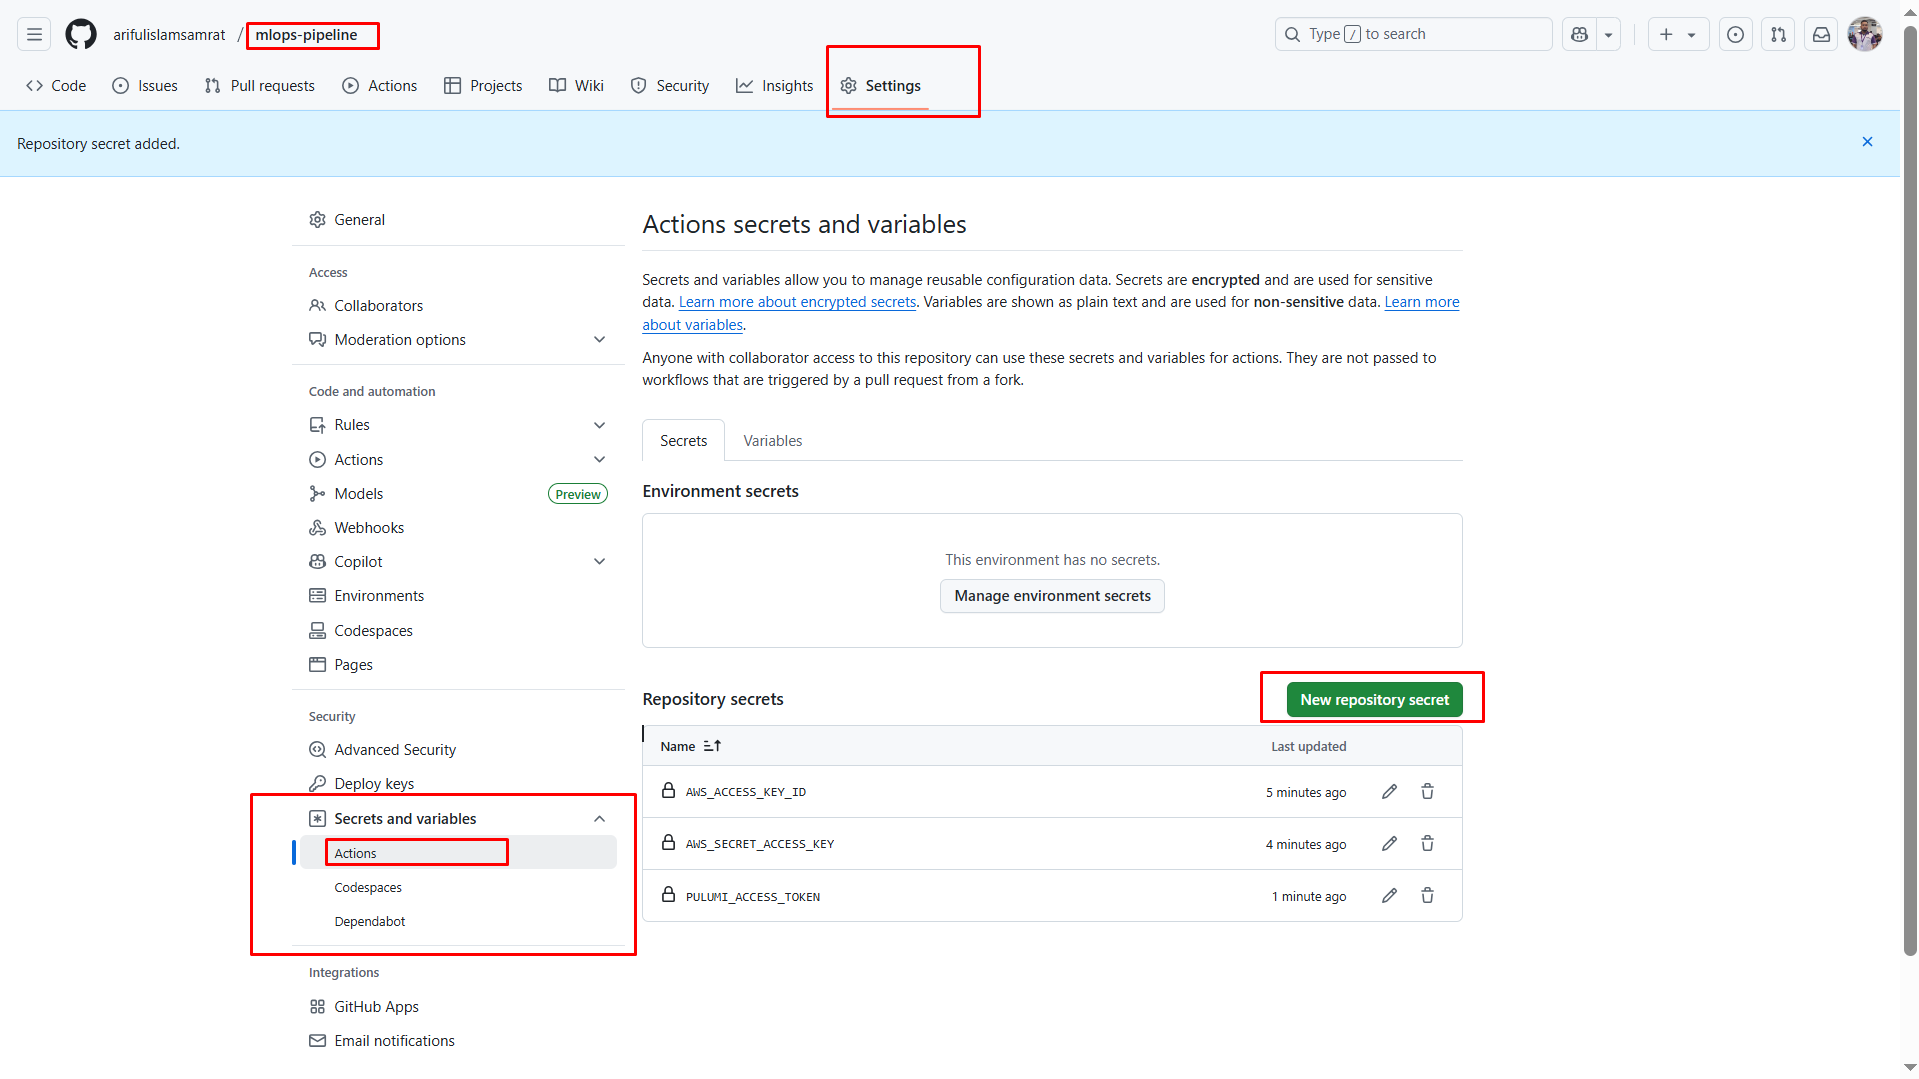 arifulislamsamrat / mlops-pipeline
Type / to search
Code
Issues
Pull requests
Actions
Projects
Wiki
Security
Insights
Settings
Repository secret added.
General
Access
Collaborators
Moderation options
Code and automation
Rules
Actions
Models Preview
Webhooks
Copilot
Environments
Codespaces
Pages
Security
Advanced Security
Deploy keys
Secrets and variables
Actions
Codespaces
Dependabot
Integrations
GitHub Apps
Email notifications
Actions secrets and variables
Secrets and variables allow you to manage reusable configuration data. Secrets are encrypted and are used for sensitive
data. Learn more about encrypted secrets. Variables are shown as plain text and are used for non-sensitive data. Learn more
about variables.
Anyone with collaborator access to this repository can use these secrets and variables for actions. They are not passed to
workflows that are triggered by a pull request from a fork.
Secrets
Variables
Environment secrets
This environment has no secrets.
Manage environment secrets
Repository secrets
New repository secret
Name Last updated
AWS_ACCESS_KEY_ID 5 minutes ago
AWS_SECRET_ACCESS_KEY 4 minutes ago
PULUMI_ACCESS_TOKEN 1 minute ago